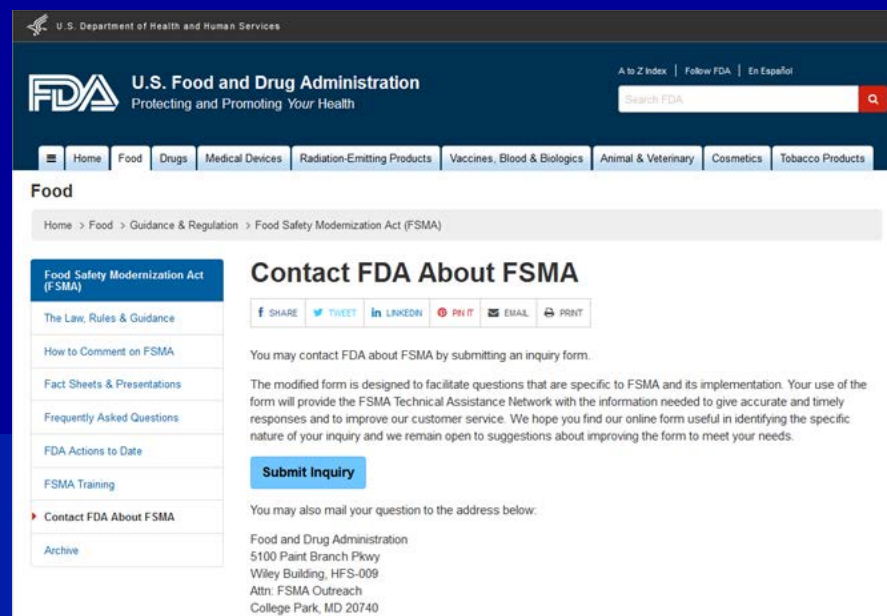 U.S. Department of Health and Human Services
FDA
U.S. Food and Drug Administration
Protecting and Promoting Your Health
A to Z Index | Follow FDA | En Español
Search FDA
Home
Food
Drugs
Medical Devices
Radiation-Emitting Products
Vaccines, Blood & Biologics
Animal & Veterinary
Cosmetics
Tobacco Products
Food
Home > Food > Guidance & Regulation > Food Safety Modernization Act (FSMA)
Food Safety Modernization Act
(FSMA)
The Law, Rules & Guidance
How to Comment on FSMA
Fact Sheets & Presentations
Frequently Asked Questions
FDA Actions to Date
FSMA Training
Contact FDA About FSMA
Archive
Contact FDA About FSMA
SHARE
TWEET
LINKEDIN
PIN IT
EMAIL
PRINT
You may contact FDA about FSMA by submitting an inquiry form.
The modified form is designed to facilitate questions that are specific to FSMA and its implementation. Your use of the
form will provide the FSMA Technical Assistance Network with the information needed to give accurate and timely
responses and to improve our customer service. We hope you find our online form useful in identifying the specific
nature of your inquiry and we remain open to suggestions about improving the form to meet your needs.
Submit Inquiry
You may also mail your question to the address below:
Food and Drug Administration
5100 Paint Branch Pkwy
Wiley Building, HFS-009
Attn: FSMA Outreach
College Park, MD 20740